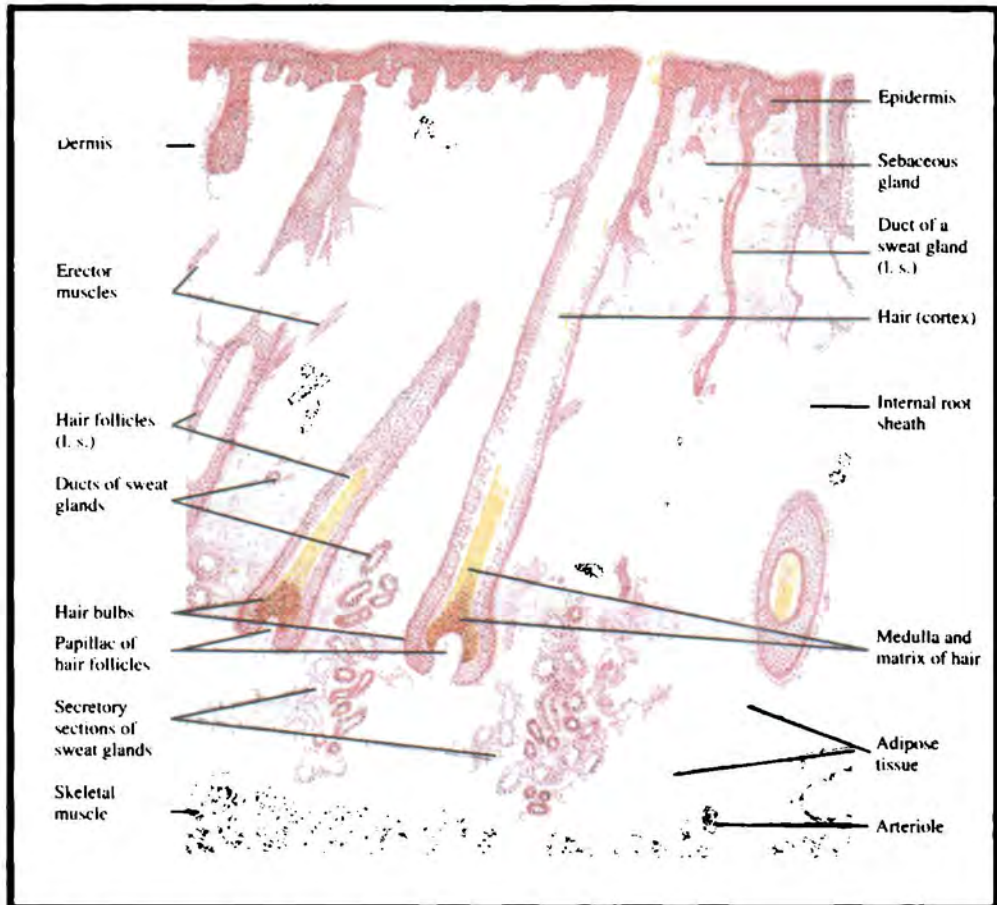 Dermis
Erector
muscles
Hair follicles
(l. s.)
Ducts of sweat
glands
Hair bulbs
Papillae of
hair follicles
Secretory
sections of
sweat glands
Skeletal
muscle
Epidermis
Sebaceous
gland
Duct of a
sweat gland
(l. s.)
Hair (cortex)
Internal root
sheath
Medulla and
matrix of hair
Adipose
tissue
Arteriole